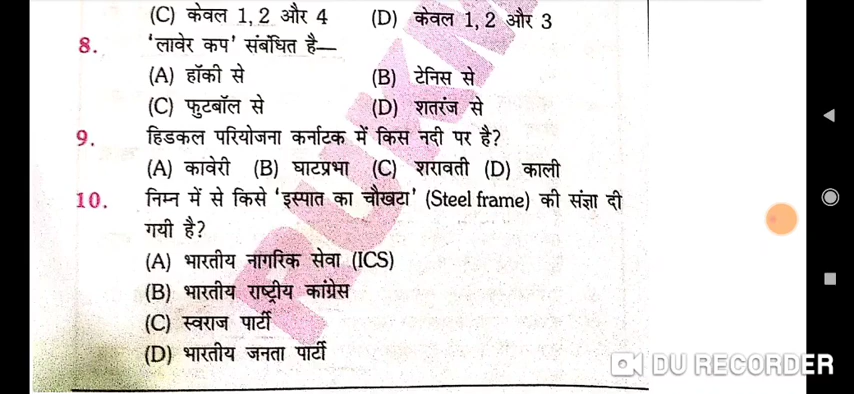 (C) केवल 1, 2 और 4 (D) केवल 1, 2 और 3
8. 'लावेर कप' संबंधित है—
(A) हॉकी से (B) टेनिस से
(C) फुटबॉल से (D) शतरंज से
9. हिडकल परियोजना कर्नाटक में किस नदी पर है?
(A) कावेरी (B) घाटप्रभा (C) शरावती (D) काली
10. निम्न में से किसे 'इस्पात का चौखटा' (Steel frame) की संज्ञा दी
गयी है?
(A) भारतीय नागरिक सेवा (ICS)
(B) भारतीय राष्ट्रीय कांग्रेस
(C) स्वराज पार्टी
(D) भारतीय जनता पार्टी
RUKM
DU RECORDER